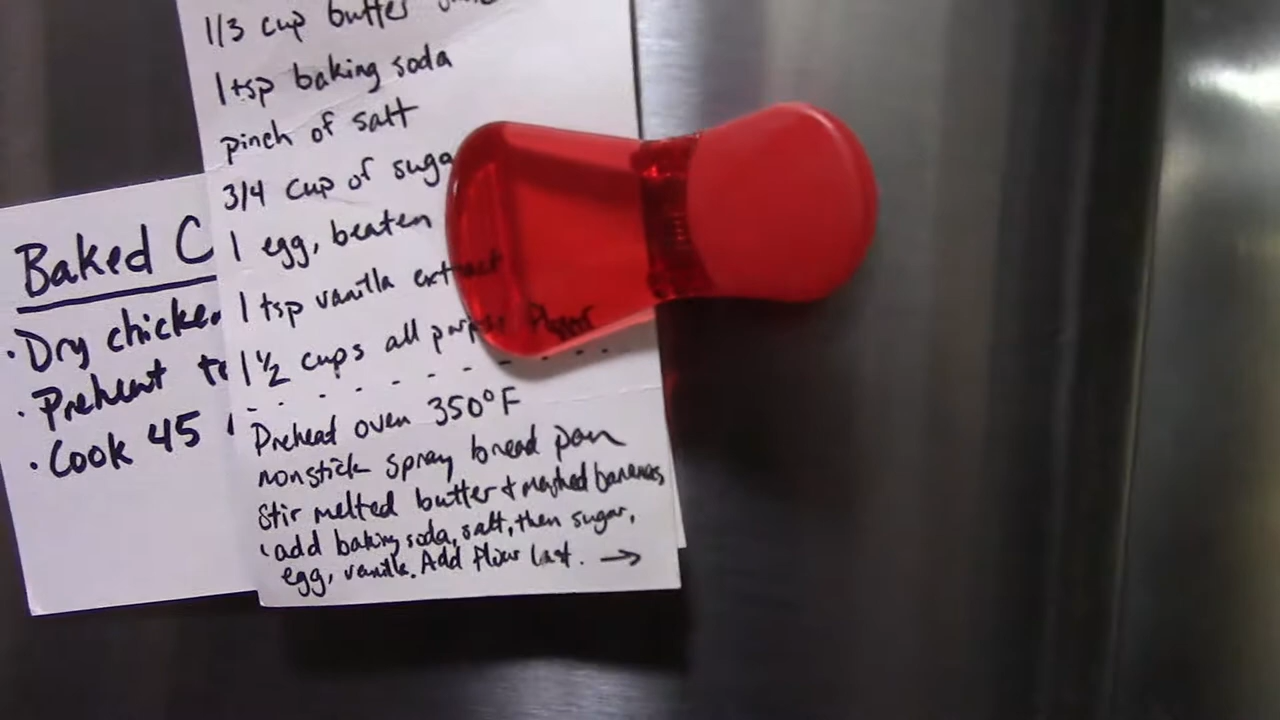 1/3 cup butter
1 tsp baking soda
pinch of salt
3/4 cup of suga
1 egg, beaten
1 tsp vanilla extract
1 1/2 cups all purpose flour
Preheat oven 350°F
nonstick spray bread pan
Stir melted butter + mashed bananas
add baking soda, salt, then sugar,
egg, vanilla. Add flour last. →
Baked C
• Dry chicke
• Preheat
• Cook 45